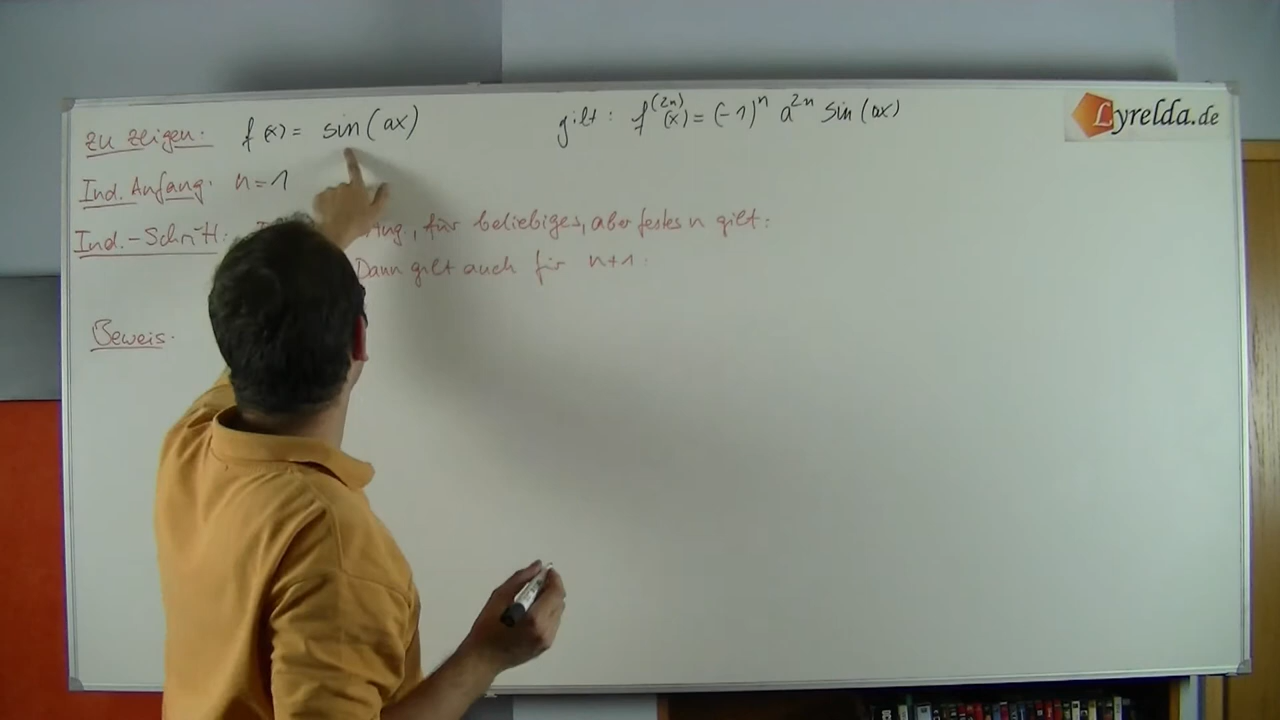 zu zeigen: f(x) = sin(ax) gilt: f^(2n)(x) = (-1)^n a^2n sin(ax)
Lyrelda.de
Ind. Anfang: n=1
Ind.-Schritt: für beliebiges, aber festes n gilt:
Dann gilt auch für n+1:
Beweis.